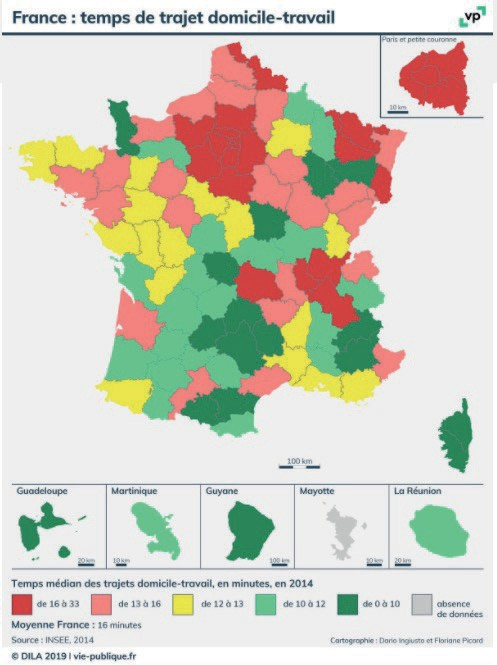 France : temps de trajet domicile-travail
vp
Paris et petite couronne
10 km
100 km
Guadeloupe
Martinique
Guyane
Mayotte
La Réunion
20 km
10 km
100 km
10 km
20 km
Temps médian des trajets domicile-travail, en minutes, en 2014
de 16 à 33
de 13 à 16
de 12 à 13
de 10 à 12
de 0 à 10
absence
de données
Moyenne France : 16 minutes
Source : INSEE, 2014
Cartographie : Dario Ingiusto et Floriane Picard
© DILA 2019 I vie-publique.fr